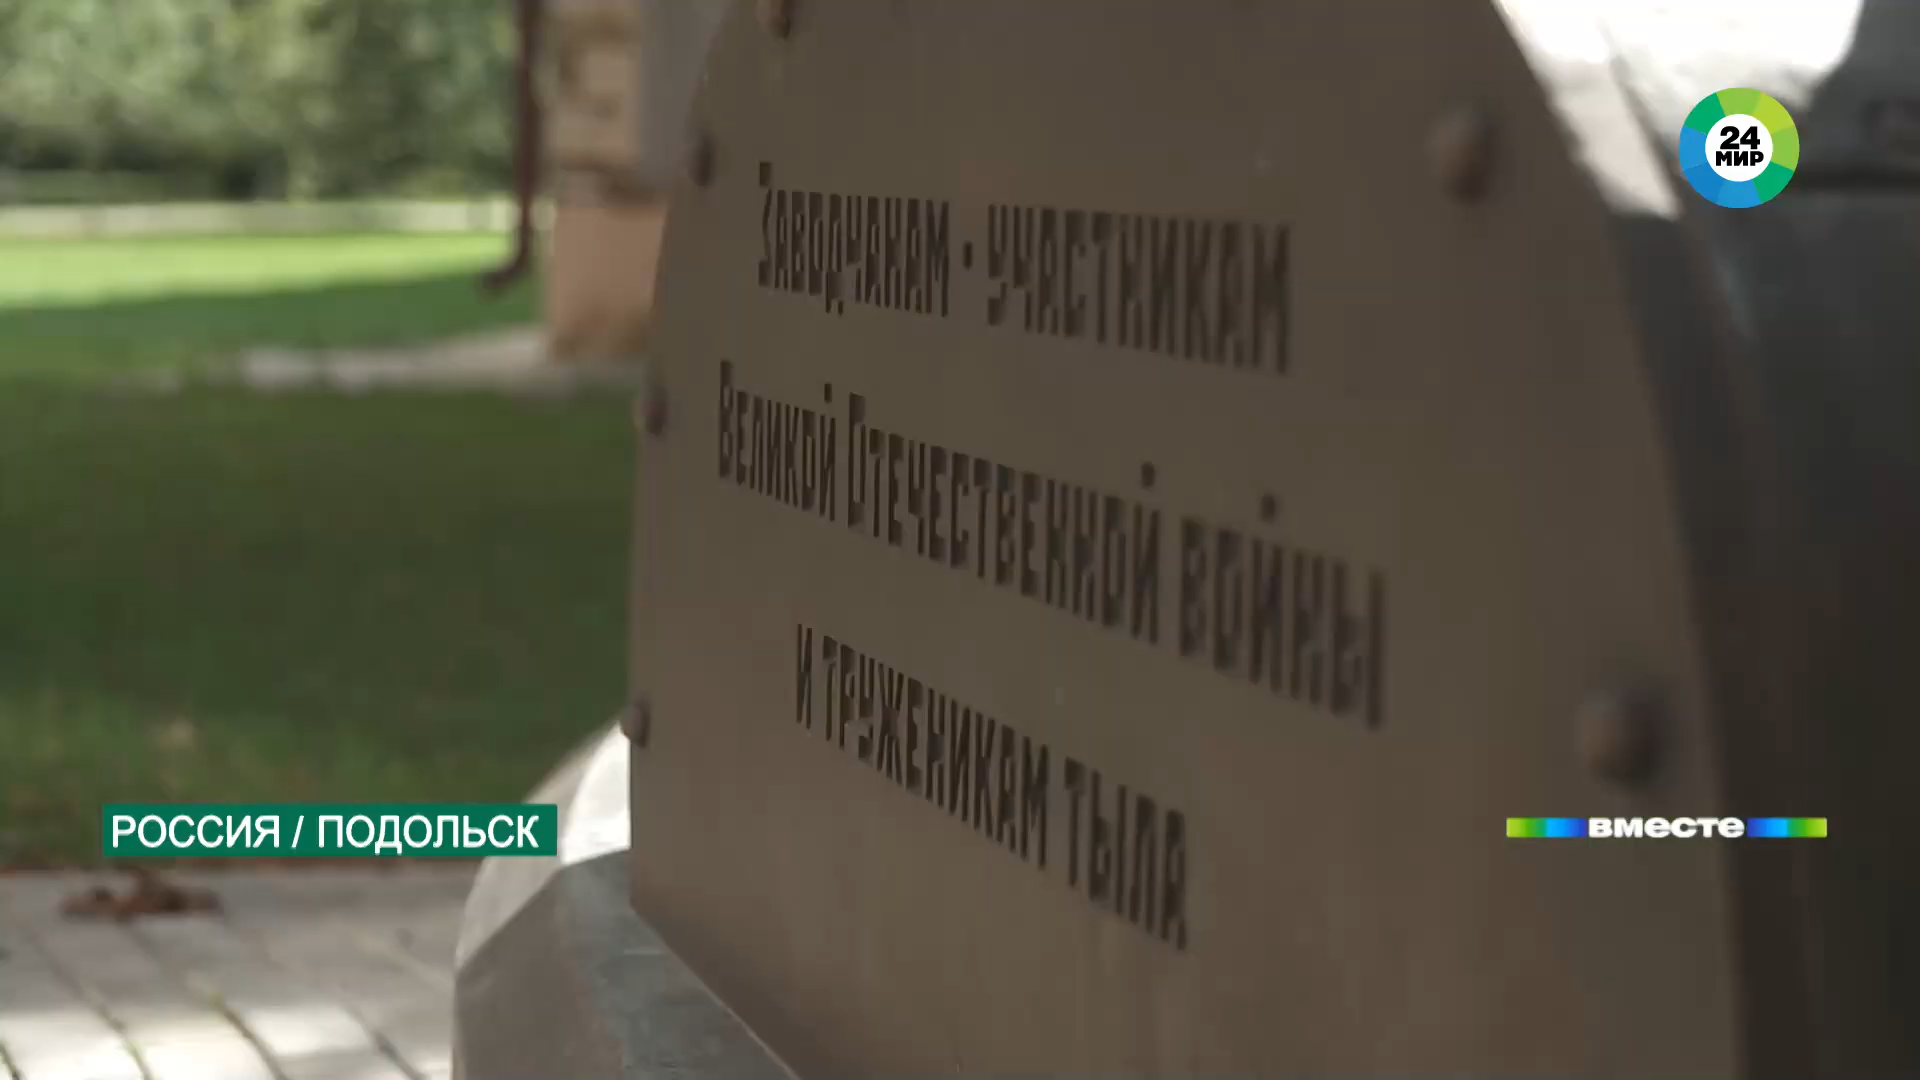 24
МИР
Заводчанам - участникам
Великой Отечественной войны
и труженикам тыла
РОССИЯ / ПОДОЛЬСК
вместе